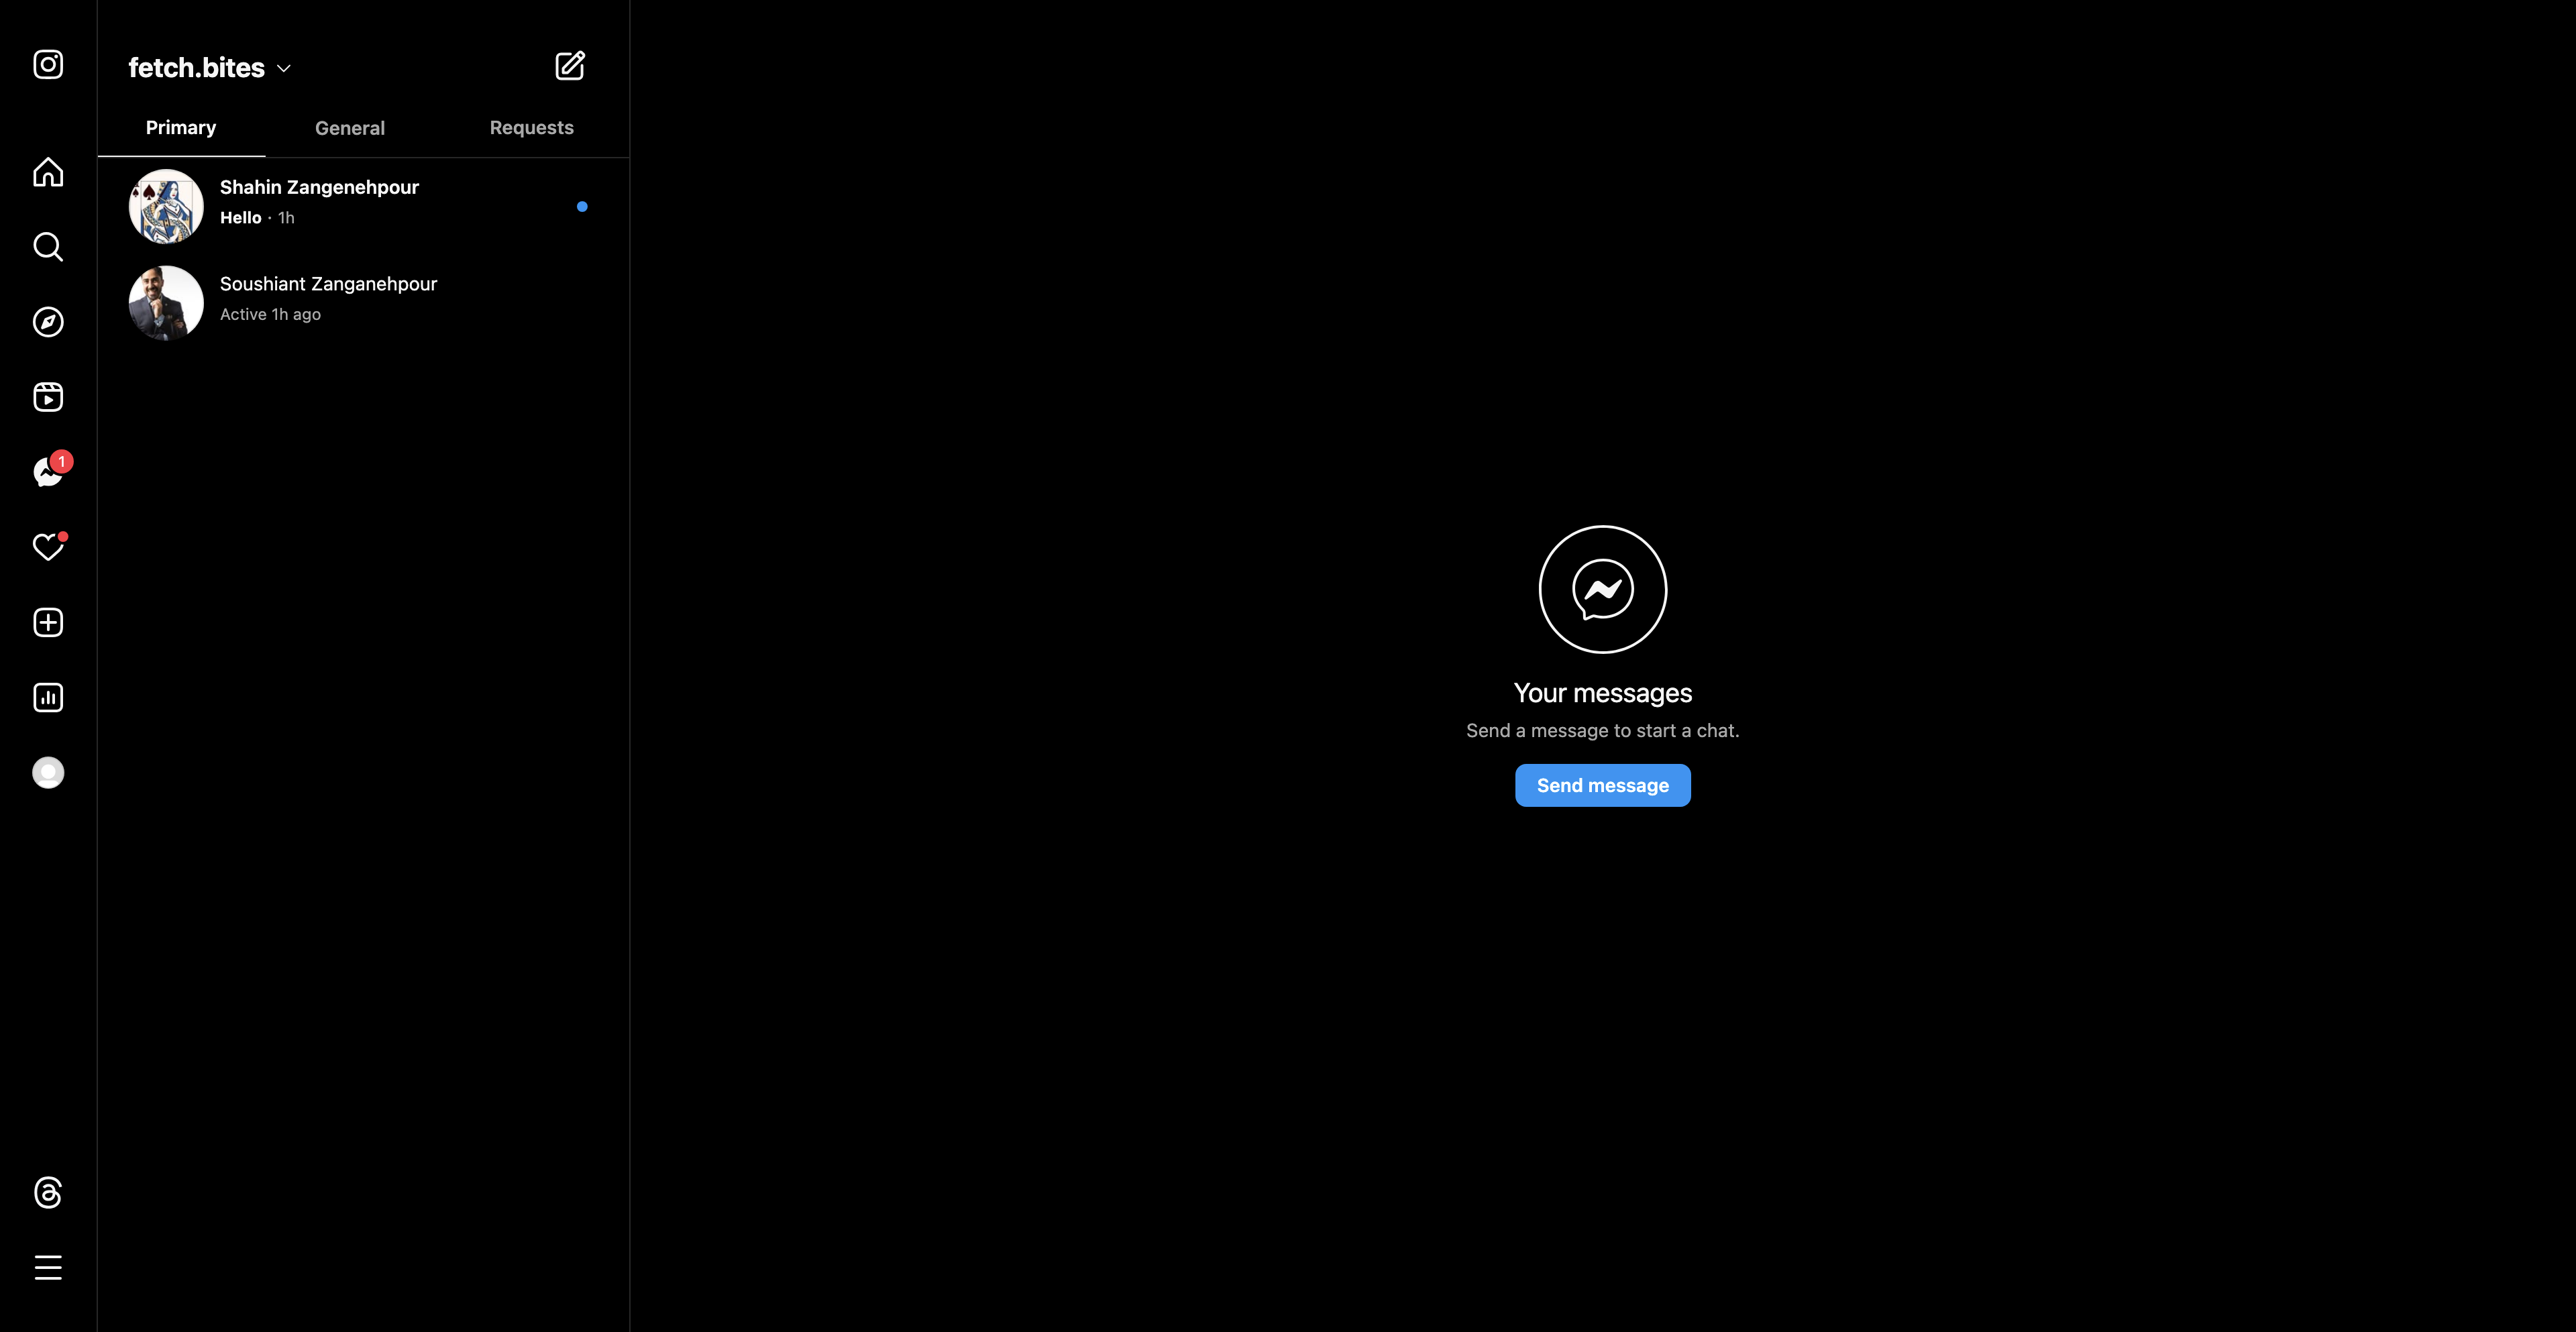 fetch.bites
Primary
General
Requests
Shahin Zangenehpour
Hello · 1h
Soushiant Zanganehpour
Active 1h ago
1
Your messages
Send a message to start a chat.
Send message